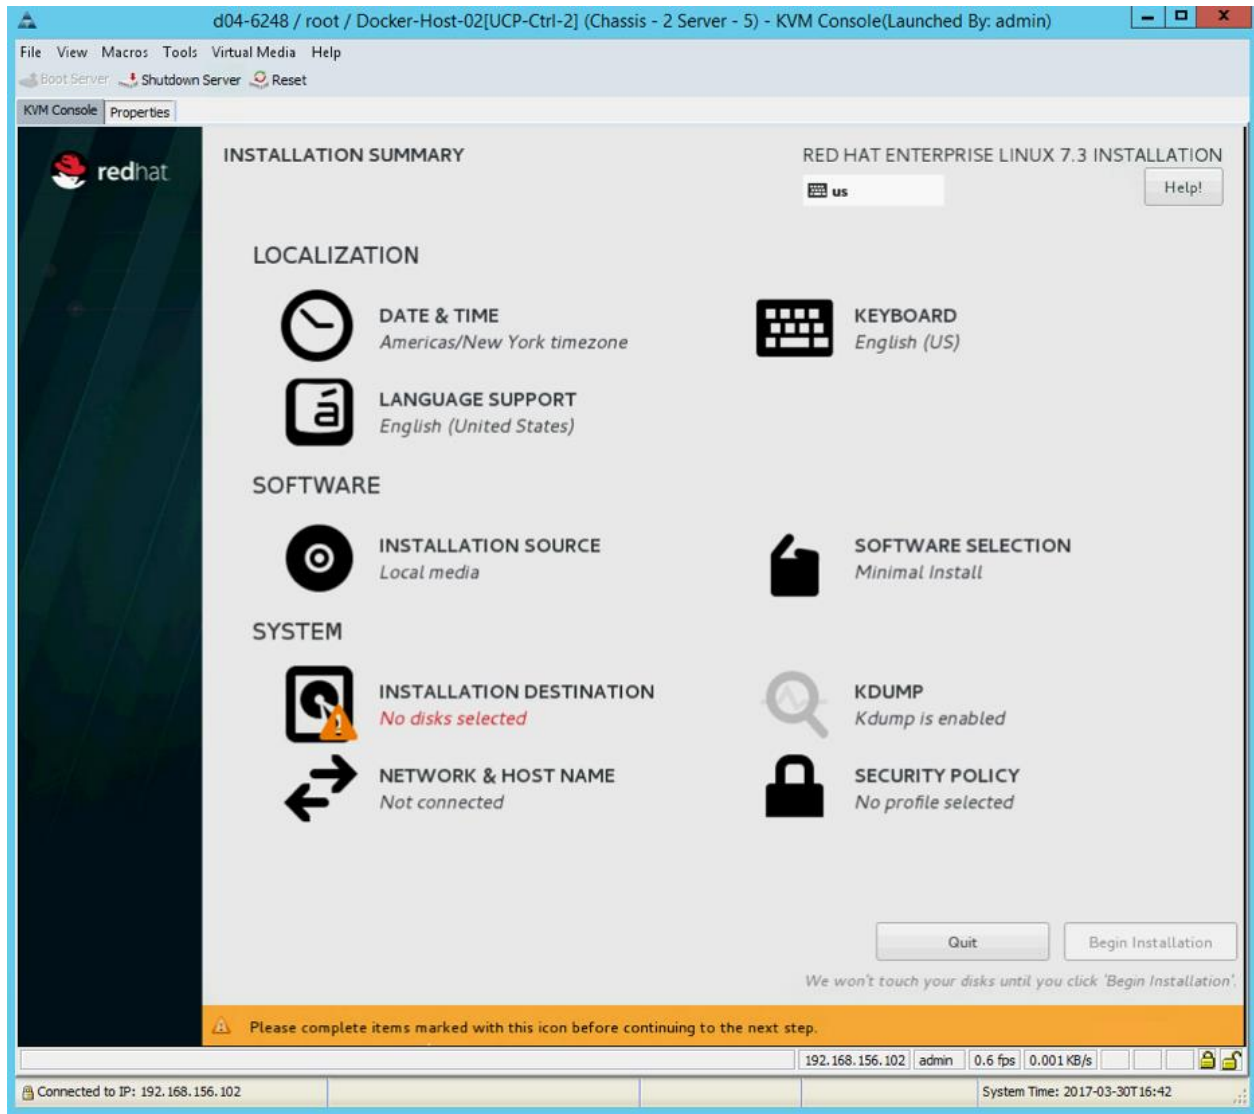 d04-6248 / root / Docker-Host-02[UCP-Ctrl-2] (Chassis - 2 Server - 5) - KVM Console(Launched By: admin)
File View Macros Tools Virtual Media Help
Boot Server Shutdown Server Reset
KVM Console Properties
redhat
INSTALLATION SUMMARY
RED HAT ENTERPRISE LINUX 7.3 INSTALLATION
us
Help!
LOCALIZATION
DATE & TIME
Americas/New York timezone
KEYBOARD
English (US)
á
LANGUAGE SUPPORT
English (United States)
SOFTWARE
INSTALLATION SOURCE
Local media
SOFTWARE SELECTION
Minimal Install
SYSTEM
INSTALLATION DESTINATION
No disks selected
KDUMP
Kdump is enabled
NETWORK & HOST NAME
Not connected
SECURITY POLICY
No profile selected
Quit
Begin Installation
We won't touch your disks until you click 'Begin Installation'.
Please complete items marked with this icon before continuing to the next step.
192.168.156.102 admin 0.6 fps 0.001 KB/s
Connected to IP: 192.168.156.102
System Time: 2017-03-30T16:42